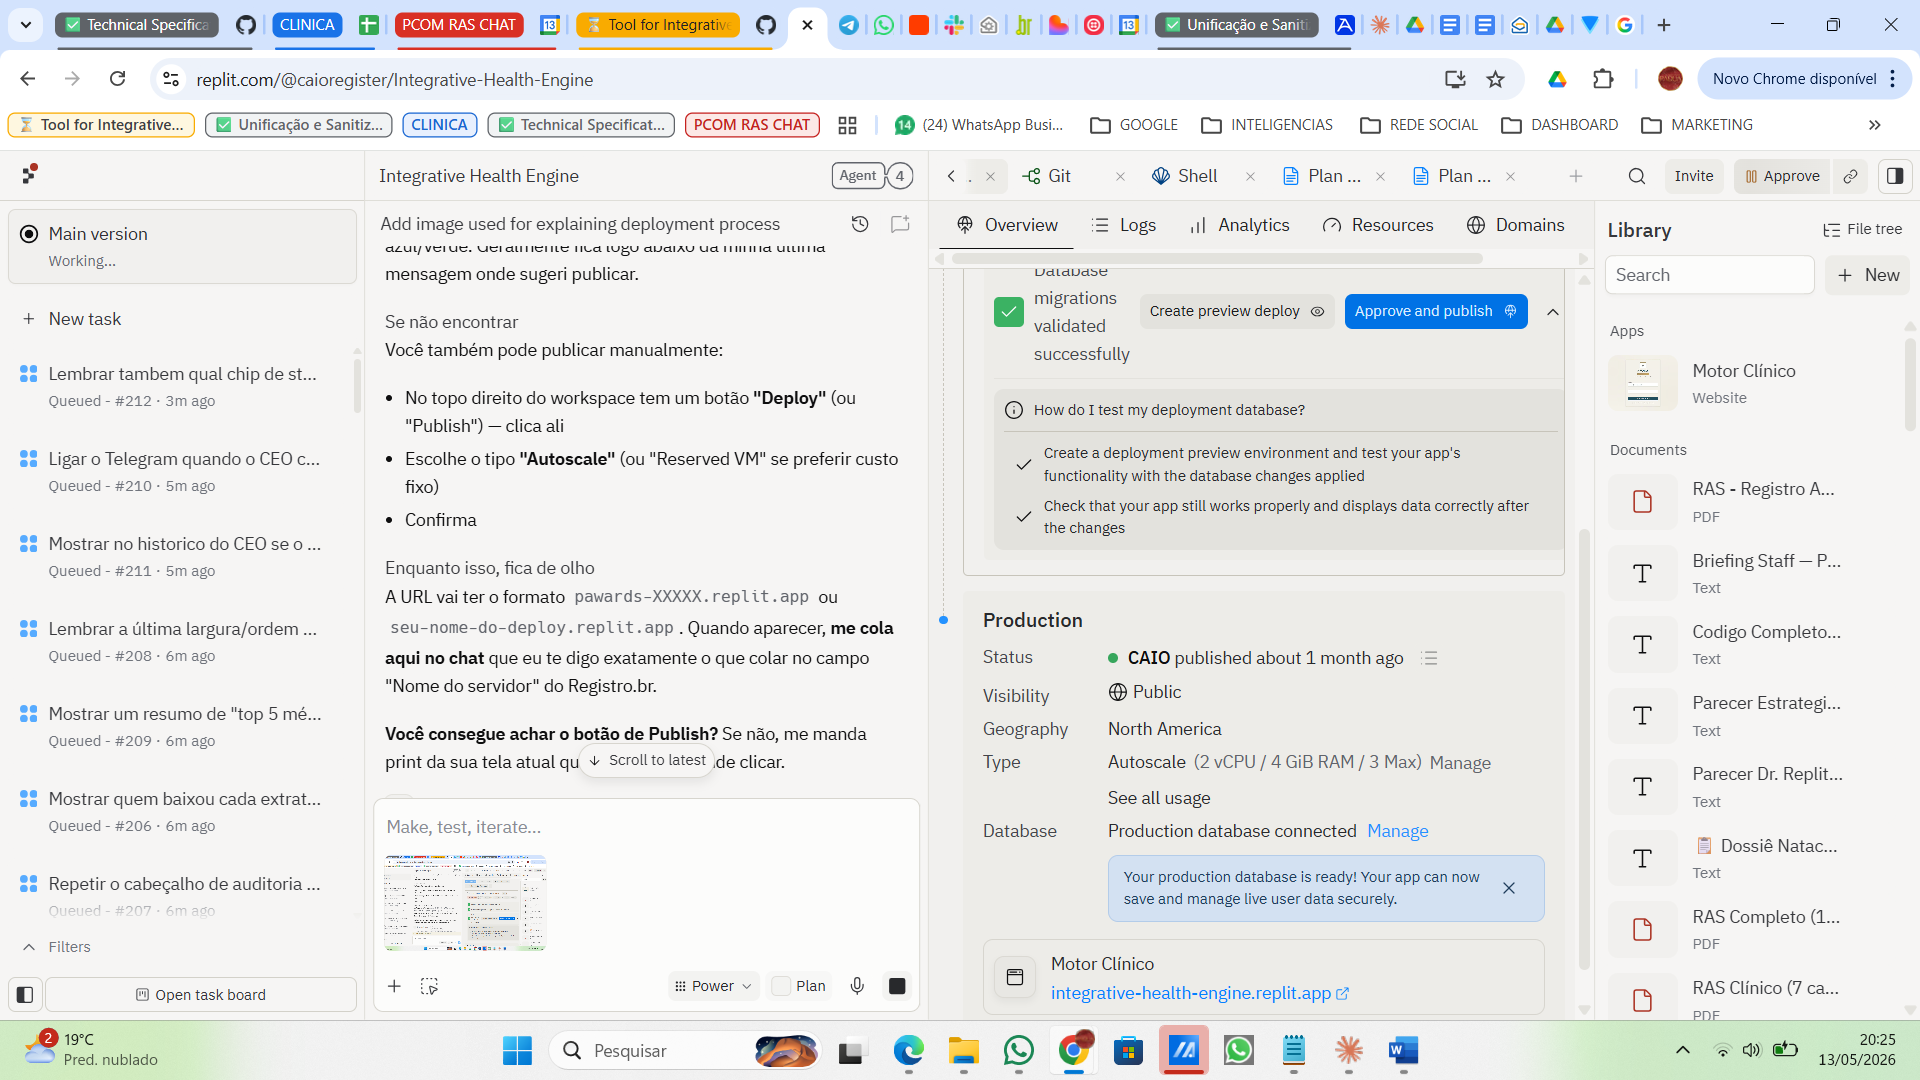 Technical Specifica
CLINICA
PCOM RAS CHAT
Tool for Integrative
Unificação e Saniti
replit.com/@caioregister/Integrative-Health-Engine
Novo Chrome disponível
Tool for Integrative...
Unificação e Sanitiz...
CLINICA
Technical Specificat...
PCOM RAS CHAT
(24) WhatsApp Busi...
GOOGLE
INTELIGENCIAS
REDE SOCIAL
DASHBOARD
MARKETING
Integrative Health Engine
Agent 4
Git
Shell
Plan ...
Plan ...
Invite
Approve
Main version
Working...
New task
Lembrar tambem qual chip de st...
Queued - #212 · 3m ago
Ligar o Telegram quando o CEO c...
Queued - #210 · 5m ago
Mostrar no historico do CEO se o ...
Queued - #211 · 5m ago
Lembrar a última largura/ordem ...
Queued - #208 · 6m ago
Mostrar um resumo de "top 5 mé...
Queued - #209 · 6m ago
Mostrar quem baixou cada extrat...
Queued - #206 · 6m ago
Repetir o cabeçalho de auditoria ...
Queued - #207 · 6m ago
Filters
Open task board
Add image used for explaining deployment process
azul/verde. Geralmente fica logo abaixo da minha última
mensagem onde sugeri publicar.
Se não encontrar
Você também pode publicar manualmente:
• No topo direito do workspace tem um botão "Deploy" (ou
"Publish") — clica ali
• Escolhe o tipo "Autoscale" (ou "Reserved VM" se preferir custo
fixo)
• Confirma
Enquanto isso, fica de olho
A URL vai ter o formato pawards-XXXXX.replit.app ou
seu-nome-do-deploy.replit.app . Quando aparecer, me cola
aqui no chat que eu te digo exatamente o que colar no campo
"Nome do servidor" do Registro.br.
Você consegue achar o botão de Publish? Se não, me manda
print da sua tela atual qu
de clicar.
Scroll to latest
Make, test, iterate...
Power
Plan
Overview
Logs
Analytics
Resources
Domains
Database
migrations
validated
successfully
Create preview deploy
Approve and publish
How do I test my deployment database?
Create a deployment preview environment and test your app's
functionality with the database changes applied
Check that your app still works properly and displays data correctly after
the changes
Production
Status
CAIO published about 1 month ago
Visibility
Public
Geography
North America
Type
Autoscale (2 vCPU / 4 GiB RAM / 3 Max) Manage
See all usage
Database
Production database connected Manage
Your production database is ready! Your app can now
save and manage live user data securely.
Motor Clínico
integrative-health-engine.replit.app
Library
File tree
Search
New
Apps
Motor Clínico
Website
Documents
RAS - Registro A...
PDF
Briefing Staff — P...
Text
Codigo Completo...
Text
Parecer Estrategi...
Text
Parecer Dr. Replit...
Text
Dossiê Natac...
Text
RAS Completo (1...
PDF
RAS Clínico (7 ca...
PDF
2
19°C
Pred. nublado
Pesquisar
20:25
13/05/2026